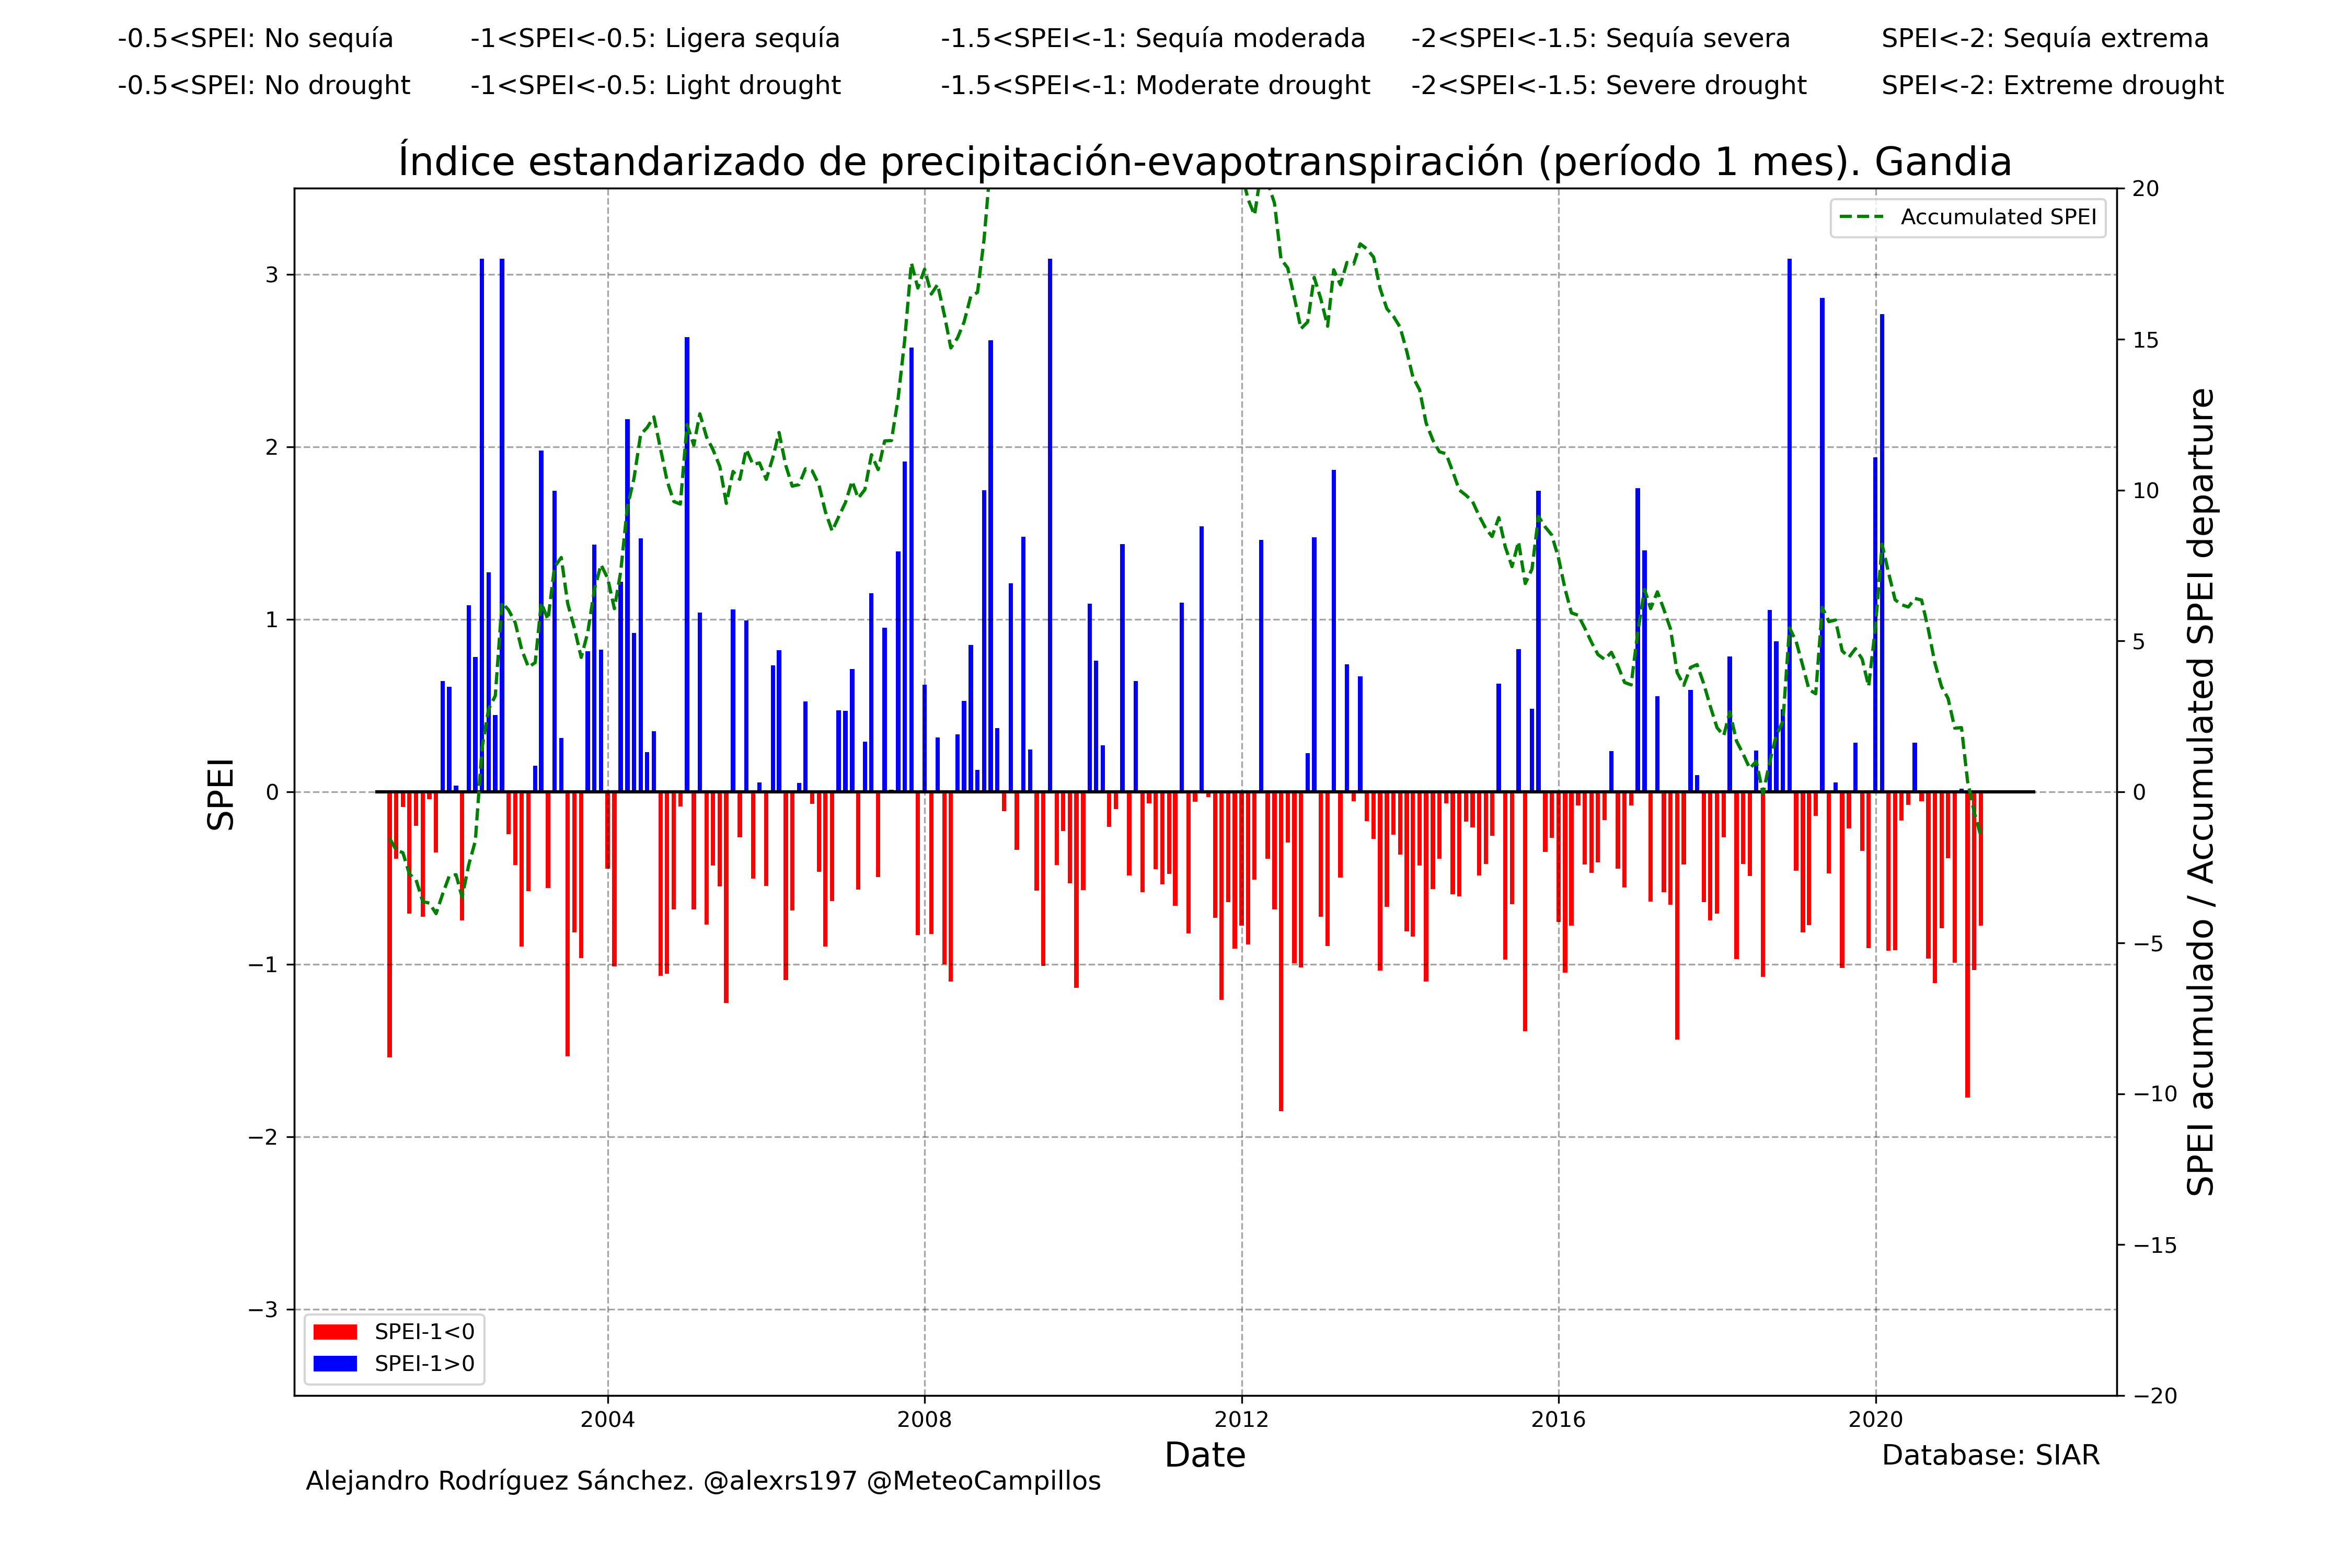 -0.5<SPEI: No sequía -1<SPEI<-0.5: Ligera sequía -1.5<SPEI<-1: Sequía moderada -2<SPEI<-1.5: Sequía severa SPEI<-2: Sequía extrema
-0.5<SPEI: No drought -1<SPEI<-0.5: Light drought -1.5<SPEI<-1: Moderate drought -2<SPEI<-1.5: Severe drought SPEI<-2: Extreme drought
Índice estandarizado de precipitación-evapotranspiración (período 1 mes). Gandia
Accumulated SPEI
3
2
1
0
−1
−2
−3
SPEI
20
15
10
5
0
−5
−10
−15
−20
SPEI acumulado / Accumulated SPEI departure
SPEI-1<0
SPEI-1>0
2004 2008 2012 2016 2020
Date
Database: SIAR
Alejandro Rodríguez Sánchez. @alexrs197 @MeteoCampillos